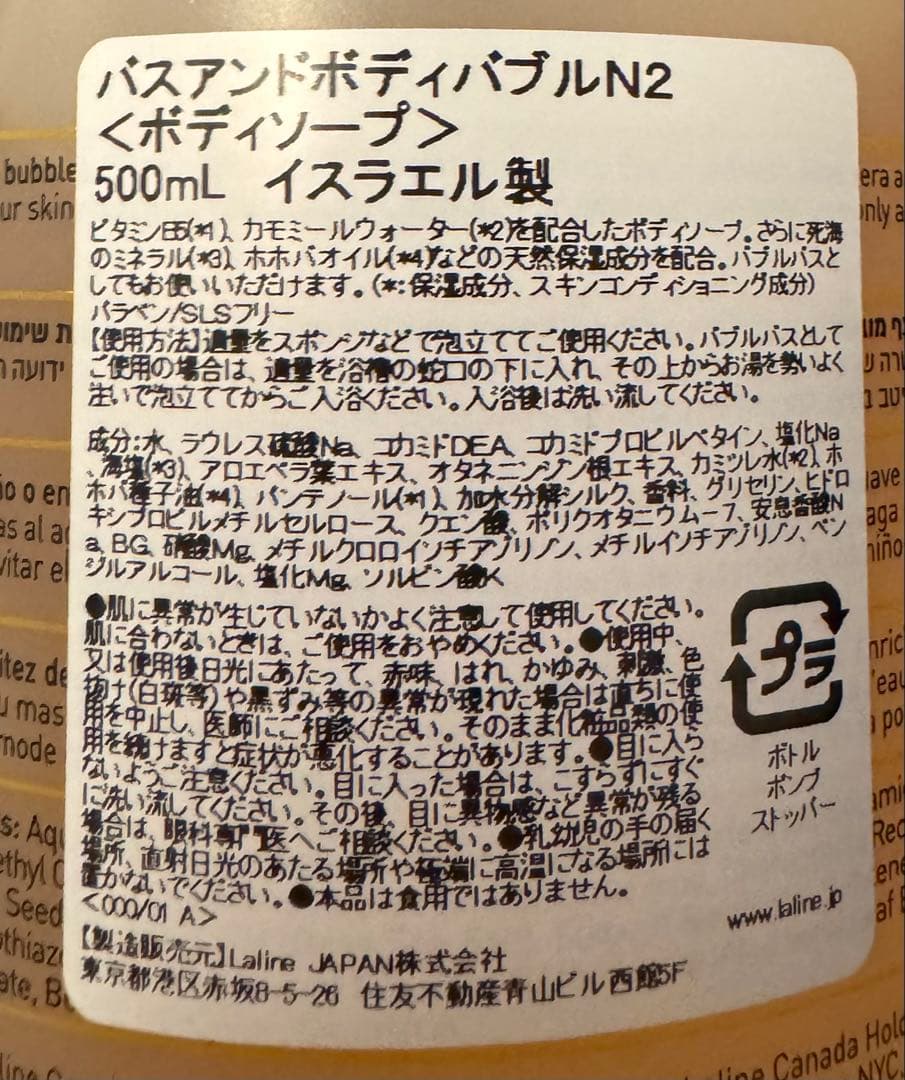 バスアンドボディバブルN2
＜ボディソープ＞
500mL イスラエル製
ビタミンB5(*1)、カモミールウォーター(*2)を配合したボディソープ。さらに死海
のミネラル(*3)、ホホバオイル(*4)などの天然保湿成分を配合。バブルバスと
してもお使いいただけます。(*:保湿成分、スキンコンディショニング成分)
パラベン/SLSフリー
【使用方法】適量をスポンジなどで泡立ててご使用ください。バブルバスとして
ご使用の場合は、適量を浴槽の蛇口の下に入れ、その上からお湯を勢いよく
注いで泡立ててからご入浴ください。入浴後は洗い流してください。
成分:水、ラウレス硫酸Na、コカミドDEA、コカミドプロピルベタイン、塩化Na
、海塩(*3)、アロエベラ葉エキス、オタネニンジン根エキス、カミツレ水(*2)、ホ
ホバ種子油(*4)、パンテノール(*1)、加水分解シルク、香料、グリセリン、ヒドロ
キシプロピルメチルセルロース、クエン酸、ポリクオタニウムー7、安息香酸N
a、BG、硝酸Mg、メチルクロロイソチアゾリノン、メチルイソチアゾリノン、ベン
ジルアルコール、塩化Mg、ソルビン酸K
●肌に異常が生じていないかよく注意して使用してください。
肌に合わないときは、ご使用をおやめください。●使用中、
又は使用後日光にあたって、赤味、はれ、かゆみ、刺激、色
抜け(白斑等)や黒ずみ等の異常が現れた場合は直ちに使
用を中止し、医師にご相談ください。そのまま化粧品類の使
用を続けますと症状が悪化することがあります。●目に入ら
ないようご注意ください。目に入った場合は、こすらずにすぐ
に洗い流してください。その後、目に異物感など異常が残る
場合は、眼科専門医へご相談ください。●乳幼児の手の届く
場所、直射日光のあたる場所や極端に高温になる場所には
置かないでください。●本品は食用ではありません。
＜000/01 A＞
【製造販売元】Laline JAPAN株式会社
東京都港区赤坂8-5-26 住友不動産青山ビル西館5F
プラ
ボトル
ポンプ
ストッパー
www.laline.jp
bubble
ur skin
ão o en
as al ag
vitar el
itez de
u mas
mode
s: Aqu
ethyl C
Seed
othiazo
ate, B
era a
only a
ave
aga
niño
nrich
'eau
a po
Canada Hold
NYC,